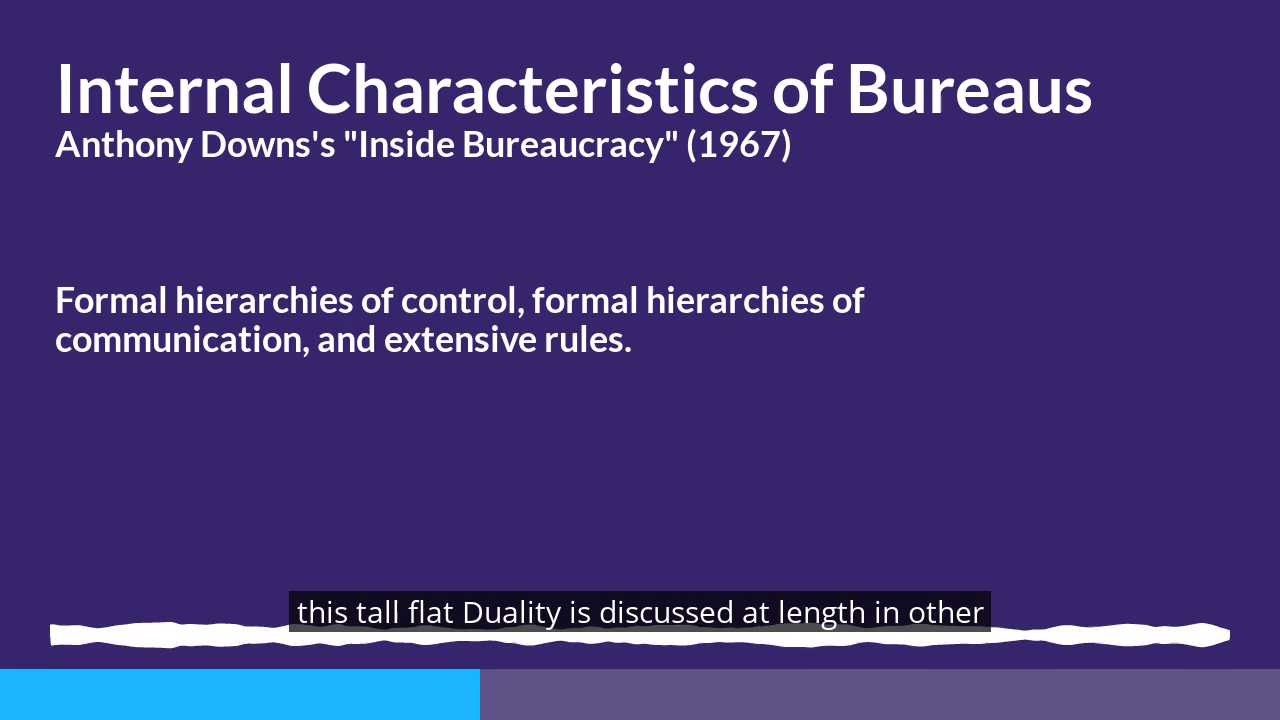 Internal Characteristics of Bureaus
Anthony Downs's "Inside Bureaucracy" (1967)
Formal hierarchies of control, formal hierarchies of
communication, and extensive rules.
this tall flat Duality is discussed at length in other